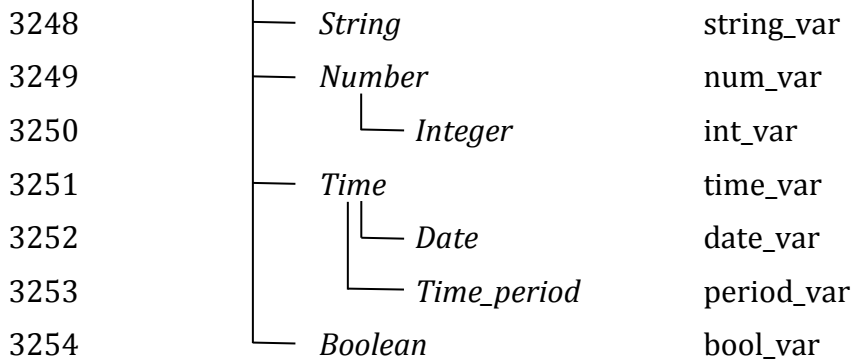 3248 String string_var
3249 Number num_var
3250 Integer int_var
3251 Time time_var
3252 Date date_var
3253 Time_period period_var
3254 Boolean bool_var